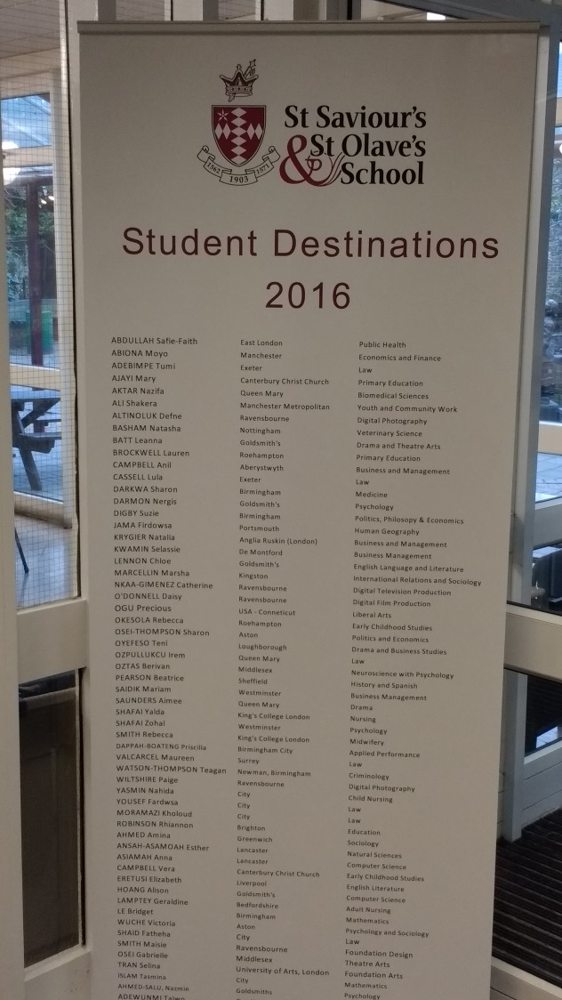 St Saviour's
& St Olave's
School
1562 1903 1571
Student Destinations
2016
ABDULLAH Safie-Faith East London Public Health
ABIONA Moyo Manchester Economics and Finance
ADEBIMPE Tumi Exeter Law
AJAYI Mary Canterbury Christ Church Primary Education
AKTAR Nazifa Queen Mary Biomedical Sciences
ALI Shakera Manchester Metropolitan Youth and Community Work
ALTINOLUK Defne Ravensbourne Digital Photography
BASHAM Natasha Nottingham Veterinary Science
BATT Leanna Goldsmith's Drama and Theatre Arts
BROCKWELL Lauren Roehampton Primary Education
CAMPBELL Anil Aberystwyth Business and Management
CASSELL Lula Exeter Law
DARKWA Sharon Birmingham Medicine
DARMON Nergis Goldsmith's Psychology
DIGBY Suzie Birmingham Politics, Philosopy & Economics
JAMA Firdowsa Portsmouth Human Geography
KRYGIER Natalia Anglia Ruskin (London) Business and Management
KWAMIN Selassie De Montford Business Management
LENNON Chloe Goldsmith's English Language and Literature
MARCELLIN Marsha Kingston International Relations and Sociology
NKAA-GIMENEZ Catherine Ravensbourne Digital Television Production
O'DONNELL Daisy Ravensbourne Digital Film Production
OGU Precious USA - Conneticut Liberal Arts
OKESOLA Rebecca Roehampton Early Childhood Studies
OSEI-THOMPSON Sharon Aston Politics and Economics
OYEFESO Teni Loughborough Drama and Business Studies
OZPULLUKCU Irem Queen Mary Law
OZTAS Berivan Middlesex Neuroscience with Psychology
PEARSON Beatrice Sheffield History and Spanish
SAIDIK Mariam Westminster Business Management
SAUNDERS Aimee Queen Mary Drama
SHAFAI Yalda King's College London Nursing
SHAFAI Zohal Westminster Psychology
SMITH Rebecca King's College London Midwifery
DAPPAH-BOATENG Priscilla Birmingham City Applied Performance
VALCARCEL Maureen Surrey Law
WATSON-THOMPSON Teagan Newman, Birmingham Criminology
WILTSHIRE Paige Ravensbourne Digital Photography
YASMIN Nahida City Child Nursing
YOUSEF Fardwsa City Law
MORAMAZI Kholoud City Law
ROBINSON Rhiannon Brighton Education
AHMED Amina Greenwich Sociology
ANSAH-ASAMOAH Esther Lancaster Natural Sciences
ASIAMAH Anna Lancaster Computer Science
CAMPBELL Vera Canterbury Christ Church Early Childhood Studies
ERETUSI Elizabeth Liverpool English Literature
HOANG Alison Goldsmith's Computer Science
LAMPTEY Geraldine Bedfordshire Adult Nursing
LE Bridget Birmingham Mathematics
WUCHE Victoria Aston Psychology and Sociology
SHAID Fatheha City Law
SMITH Maisie Ravensbourne Foundation Design
OSEI Gabrielle Middlesex Theatre Arts
TRAN Selina University of Arts, London Foundation Arts
ISLAM Tasmina City Mathematics
AHMED-SALU, Nazmin Goldsmiths Psychology
ADEWUNMI Taiwo